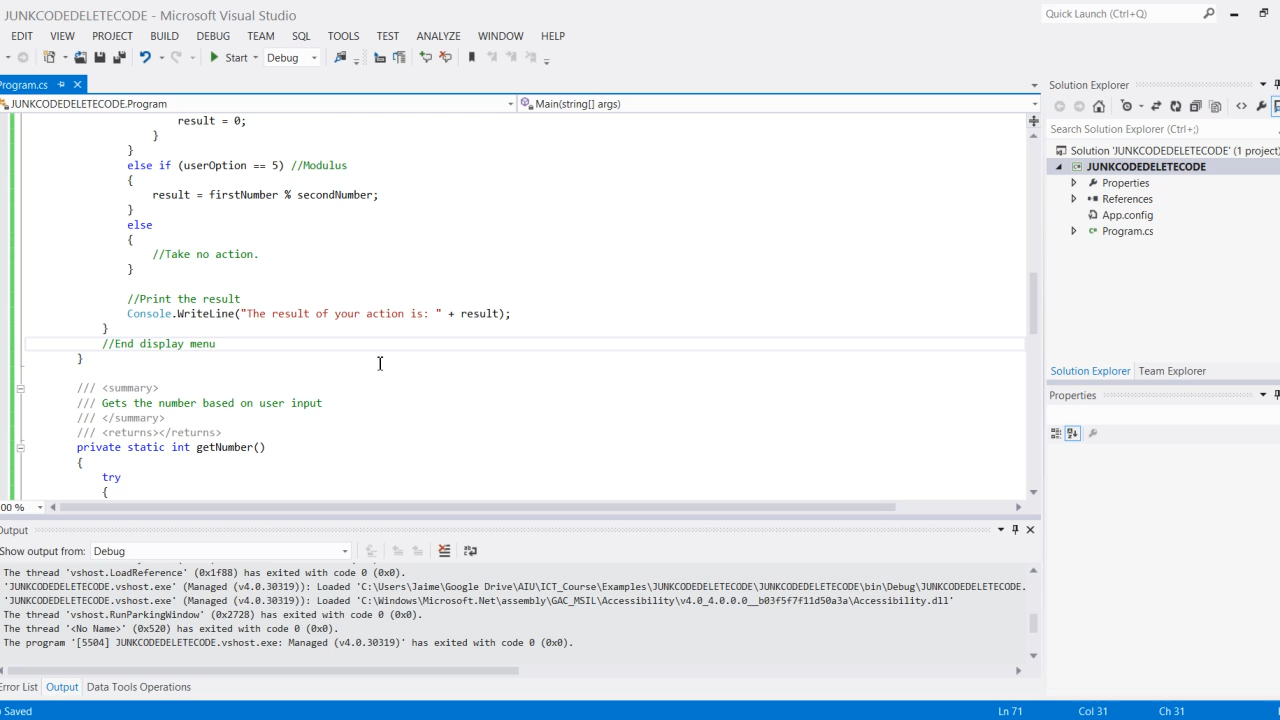 JUNKCODEDELETECODE - Microsoft Visual Studio
Quick Launch (Ctrl+Q)
EDIT VIEW PROJECT BUILD DEBUG TEAM SQL TOOLS TEST ANALYZE WINDOW HELP
Start Debug
Program.cs
Solution Explorer
JUNKCODEDELETECODE.Program Main(string[] args)
Search Solution Explorer (Ctrl+;)
Solution 'JUNKCODEDELETECODE' (1 project)
JUNKCODEDELETECODE
Properties
References
App.config
Program.cs
result = 0;
}
}
else if (userOption == 5) //Modulus
{
result = firstNumber % secondNumber;
}
else
{
//Take no action.
}
//Print the result
Console.WriteLine("The result of your action is: " + result);
}
//End display menu
}
/// <summary>
/// Gets the number based on user input
/// </summary>
/// <returns></returns>
private static int getNumber()
{
try
{
Solution Explorer Team Explorer
Properties
00 %
Output
Show output from: Debug
The thread 'vshost.LoadReference' (0x1f88) has exited with code 0 (0x0).
'JUNKCODEDELETECODE.vshost.exe' (Managed (v4.0.30319)): Loaded 'C:\Users\Jaime\Google Drive\AIU\ICT_Course\Examples\JUNKCODEDELETECODE\JUNKCODEDELETECODE\bin\Debug\JUNKCODEDELETECODE.
'JUNKCODEDELETECODE.vshost.exe' (Managed (v4.0.30319)): Loaded 'C:\Windows\Microsoft.Net\assembly\GAC_MSIL\Accessibility\v4.0_4.0.0.0__b03f5f7f11d50a3a\Accessibility.dll'
The thread 'vshost.RunParkingWindow' (0x2728) has exited with code 0 (0x0).
The thread '<No Name>' (0x520) has exited with code 0 (0x0).
The program '[5504] JUNKCODEDELETECODE.vshost.exe: Managed (v4.0.30319)' has exited with code 0 (0x0).
Error List Output Data Tools Operations
Saved Ln 71 Col 31 Ch 31